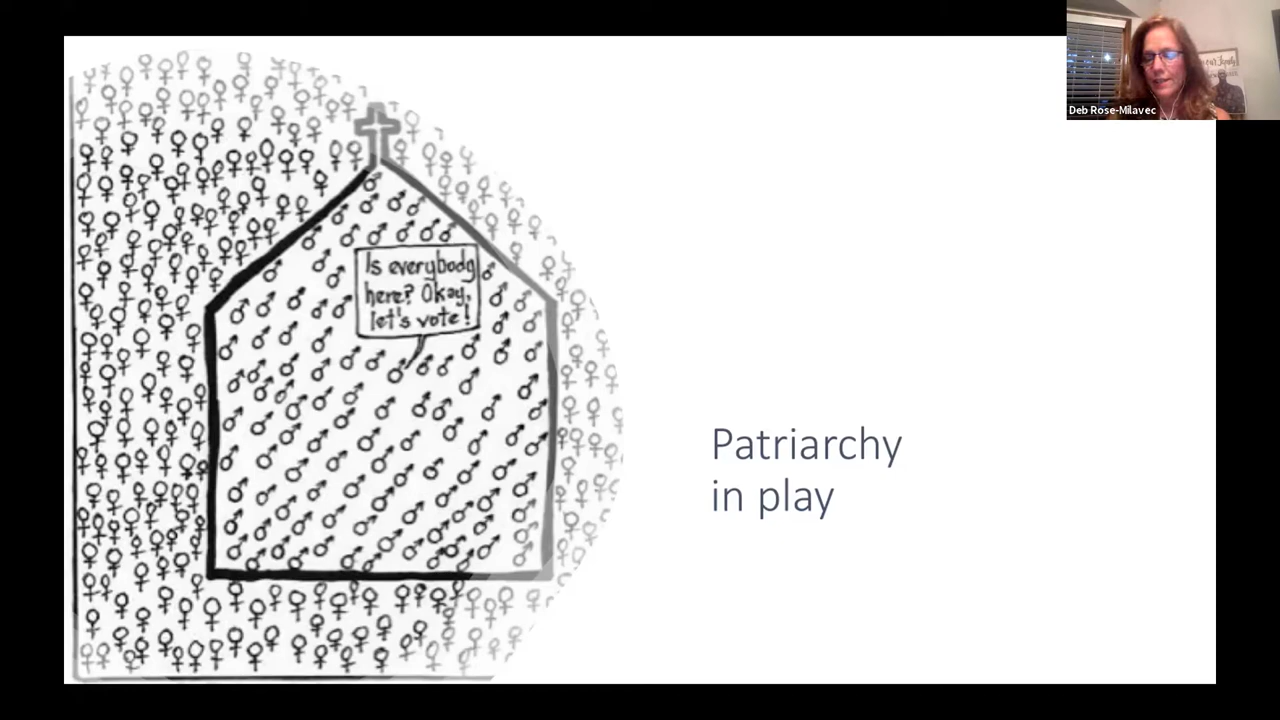 Deb Rose-Milavec
Is everybody
here? Okay,
let's vote!
Patriarchy
in play